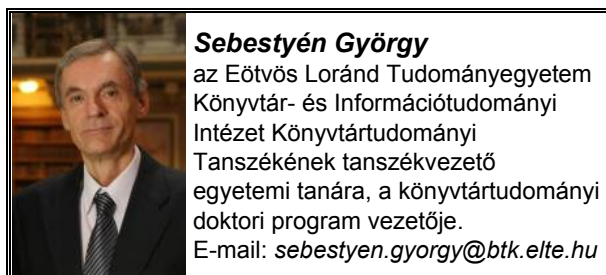 Sebestyén György
az Eötvös Loránd Tudományegyetem
Könyvtár- és Információtudományi
Intézet Könyvtártudományi
Tanszékének tanszékvezető
egyetemi tanára, a könyvtártudományi
doktori program vezetője.
E-mail: sebestyen.gyorgy@btk.elte.hu